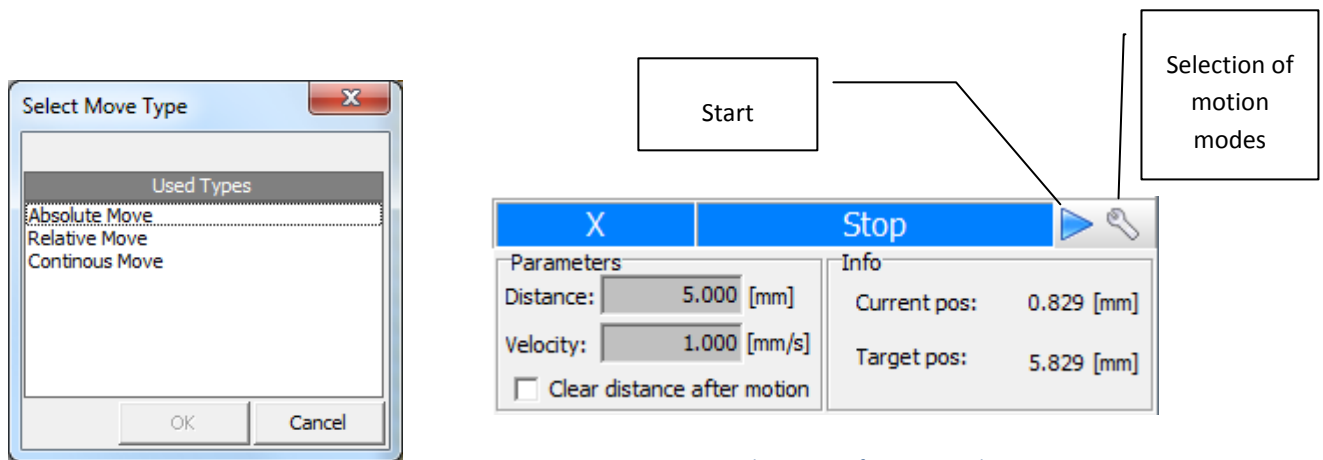 Select Move Type
Used Types
Absolute Move
Relative Move
Continous Move
OK
Cancel
Start
Selection of
motion
modes
X
Stop
Parameters
Distance:
5.000
[mm]
Velocity:
1.000
[mm/s]
Clear distance after motion
Info
Current pos:
0.829 [mm]
Target pos:
5.829 [mm]